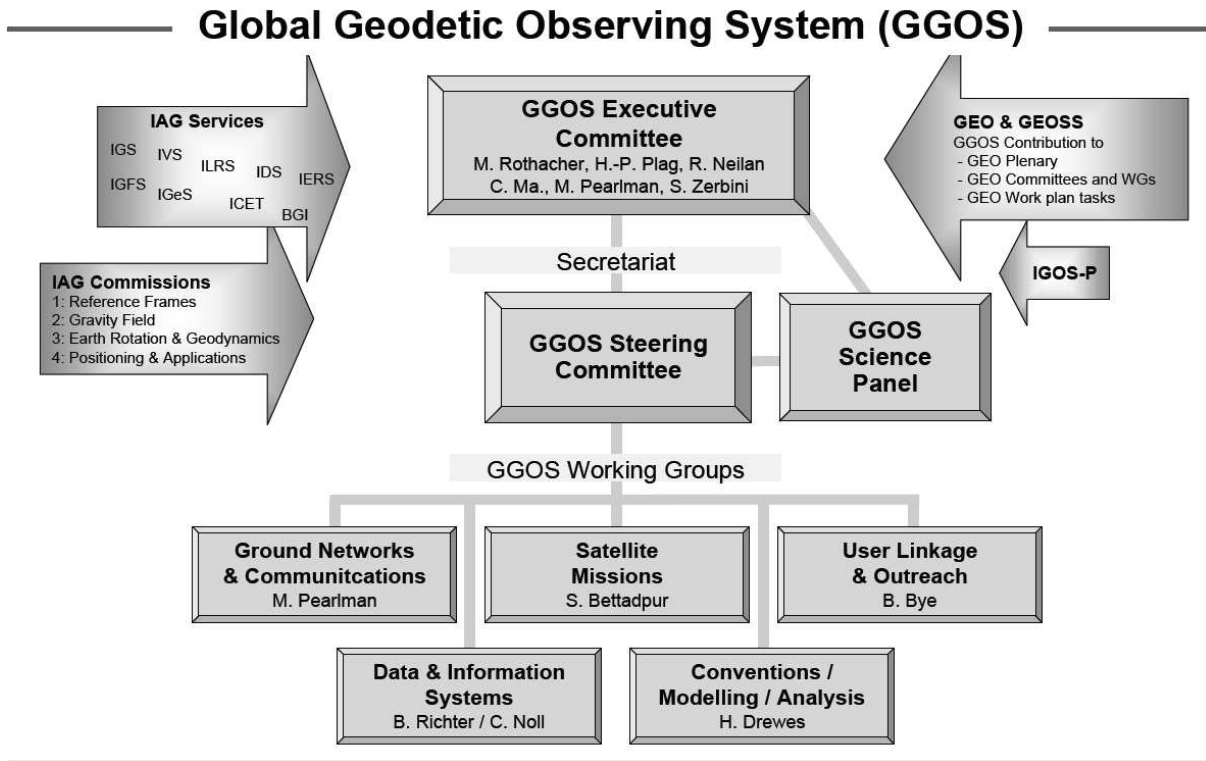 Global Geodetic Observing System (GGOS)
IAG Services
IGS IVS ILRS IDS IERS
IGFS IGeS ICET BGI
IAG Commissions
1: Reference Frames
2: Gravity Field
3: Earth Rotation & Geodynamics
4: Positioning & Applications
GGOS Executive
Committee
M. Rothacher, H.-P. Plag, R. Neilan
C. Ma., M. Pearlman, S. Zerbini
GEO & GEOSS
GGOS Contribution to
- GEO Plenary
- GEO Committees and WGs
- GEO Work plan tasks
IGOS-P
Secretariat
GGOS Steering
Committee
GGOS
Science
Panel
GGOS Working Groups
Ground Networks
& Communitcations
M. Pearlman
Satellite
Missions
S. Bettadpur
User Linkage
& Outreach
B. Bye
Data & Information
Systems
B. Richter / C. Noll
Conventions /
Modelling / Analysis
H. Drewes